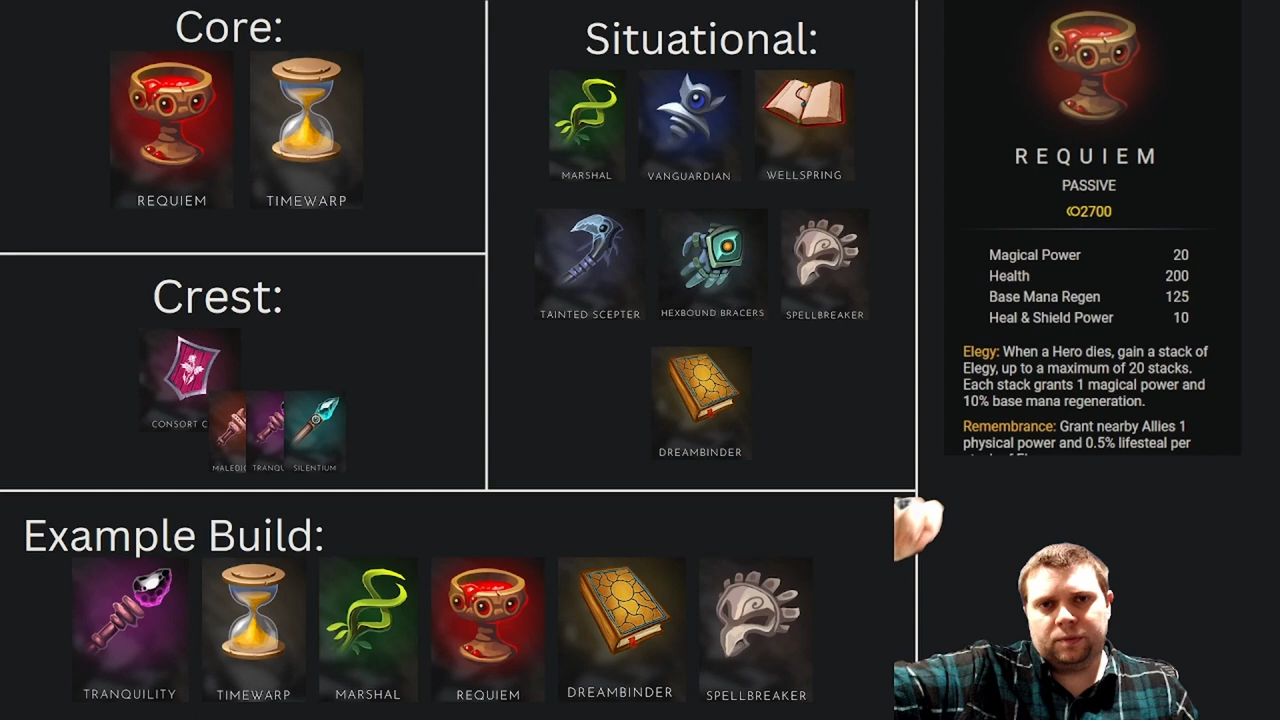 Core:
REQUIEM
TIMEWARP
Crest:
CONSORT C
MALEDIC
TRANQU
SILENTIUM
Situational:
MARSHAL
VANGUARDIAN
WELLSPRING
TAINTED SCEPTER
HEXBOUND BRACERS
SPELLBREAKER
DREAMBINDER
Example Build:
TRANQUILITY
TIMEWARP
MARSHAL
REQUIEM
DREAMBINDER
SPELLBREAKER
REQUIEM
PASSIVE
2700
Magical Power 20
Health 200
Base Mana Regen 125
Heal & Shield Power 10
Elegy: When a Hero dies, gain a stack of
Elegy, up to a maximum of 20 stacks.
Each stack grants 1 magical power and
10% base mana regeneration.
Remembrance: Grant nearby Allies 1
physical power and 0.5% lifesteal per